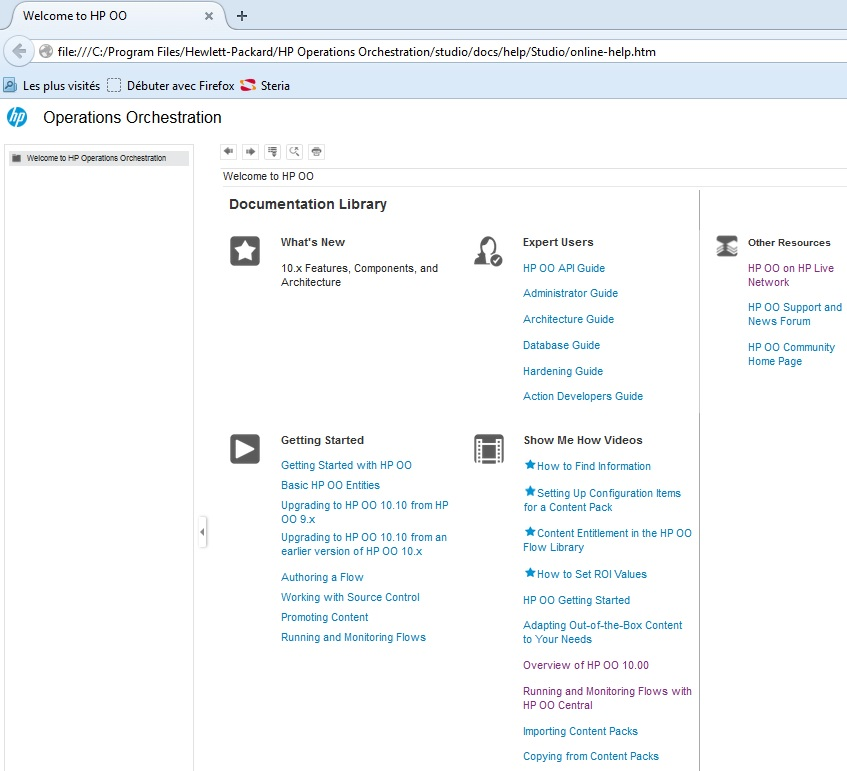 Welcome to HP OO
file:///C:/Program Files/Hewlett-Packard/HP Operations Orchestration/studio/docs/help/Studio/online-help.htm
Les plus visités Débuter avec Firefox Steria
hp Operations Orchestration
Welcome to HP Operations Orchestration
Welcome to HP OO
Documentation Library
What's New
10.x Features, Components, and
Architecture
Expert Users
HP OO API Guide
Administrator Guide
Architecture Guide
Database Guide
Hardening Guide
Action Developers Guide
Other Resources
HP OO on HP Live
Network
HP OO Support and
News Forum
HP OO Community
Home Page
Getting Started
Getting Started with HP OO
Basic HP OO Entities
Upgrading to HP OO 10.10 from HP
OO 9.x
Upgrading to HP OO 10.10 from an
earlier version of HP OO 10.x
Authoring a Flow
Working with Source Control
Promoting Content
Running and Monitoring Flows
Show Me How Videos
How to Find Information
Setting Up Configuration Items
for a Content Pack
Content Entitlement in the HP OO
Flow Library
How to Set ROI Values
HP OO Getting Started
Adapting Out-of-the-Box Content
to Your Needs
Overview of HP OO 10.00
Running and Monitoring Flows with
HP OO Central
Importing Content Packs
Copying from Content Packs